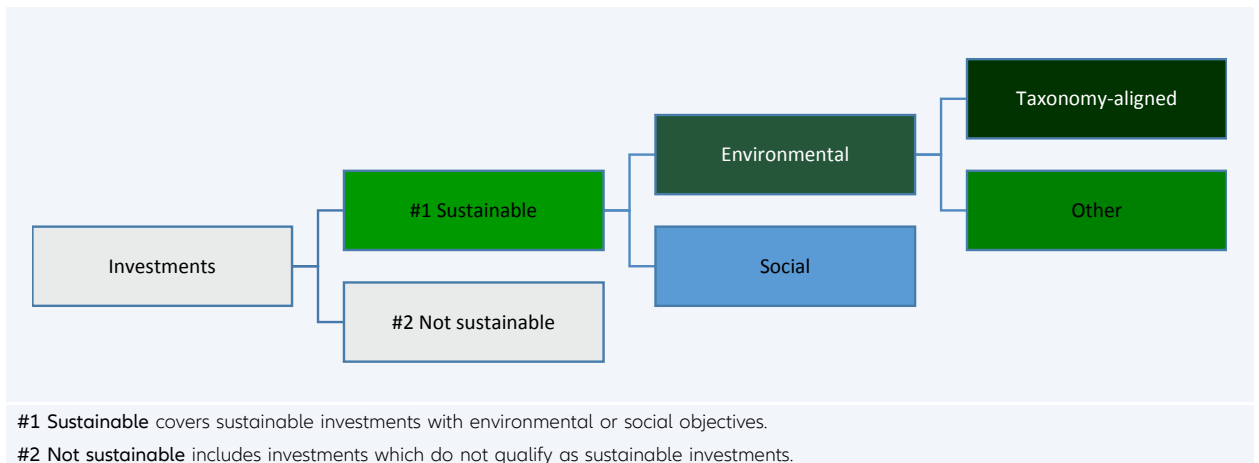 Taxonomy-aligned
Environmental
#1 Sustainable
Other
Investments
Social
#2 Not sustainable
#1 Sustainable covers sustainable investments with environmental or social objectives.
#2 Not sustainable includes investments which do not qualify as sustainable investments.